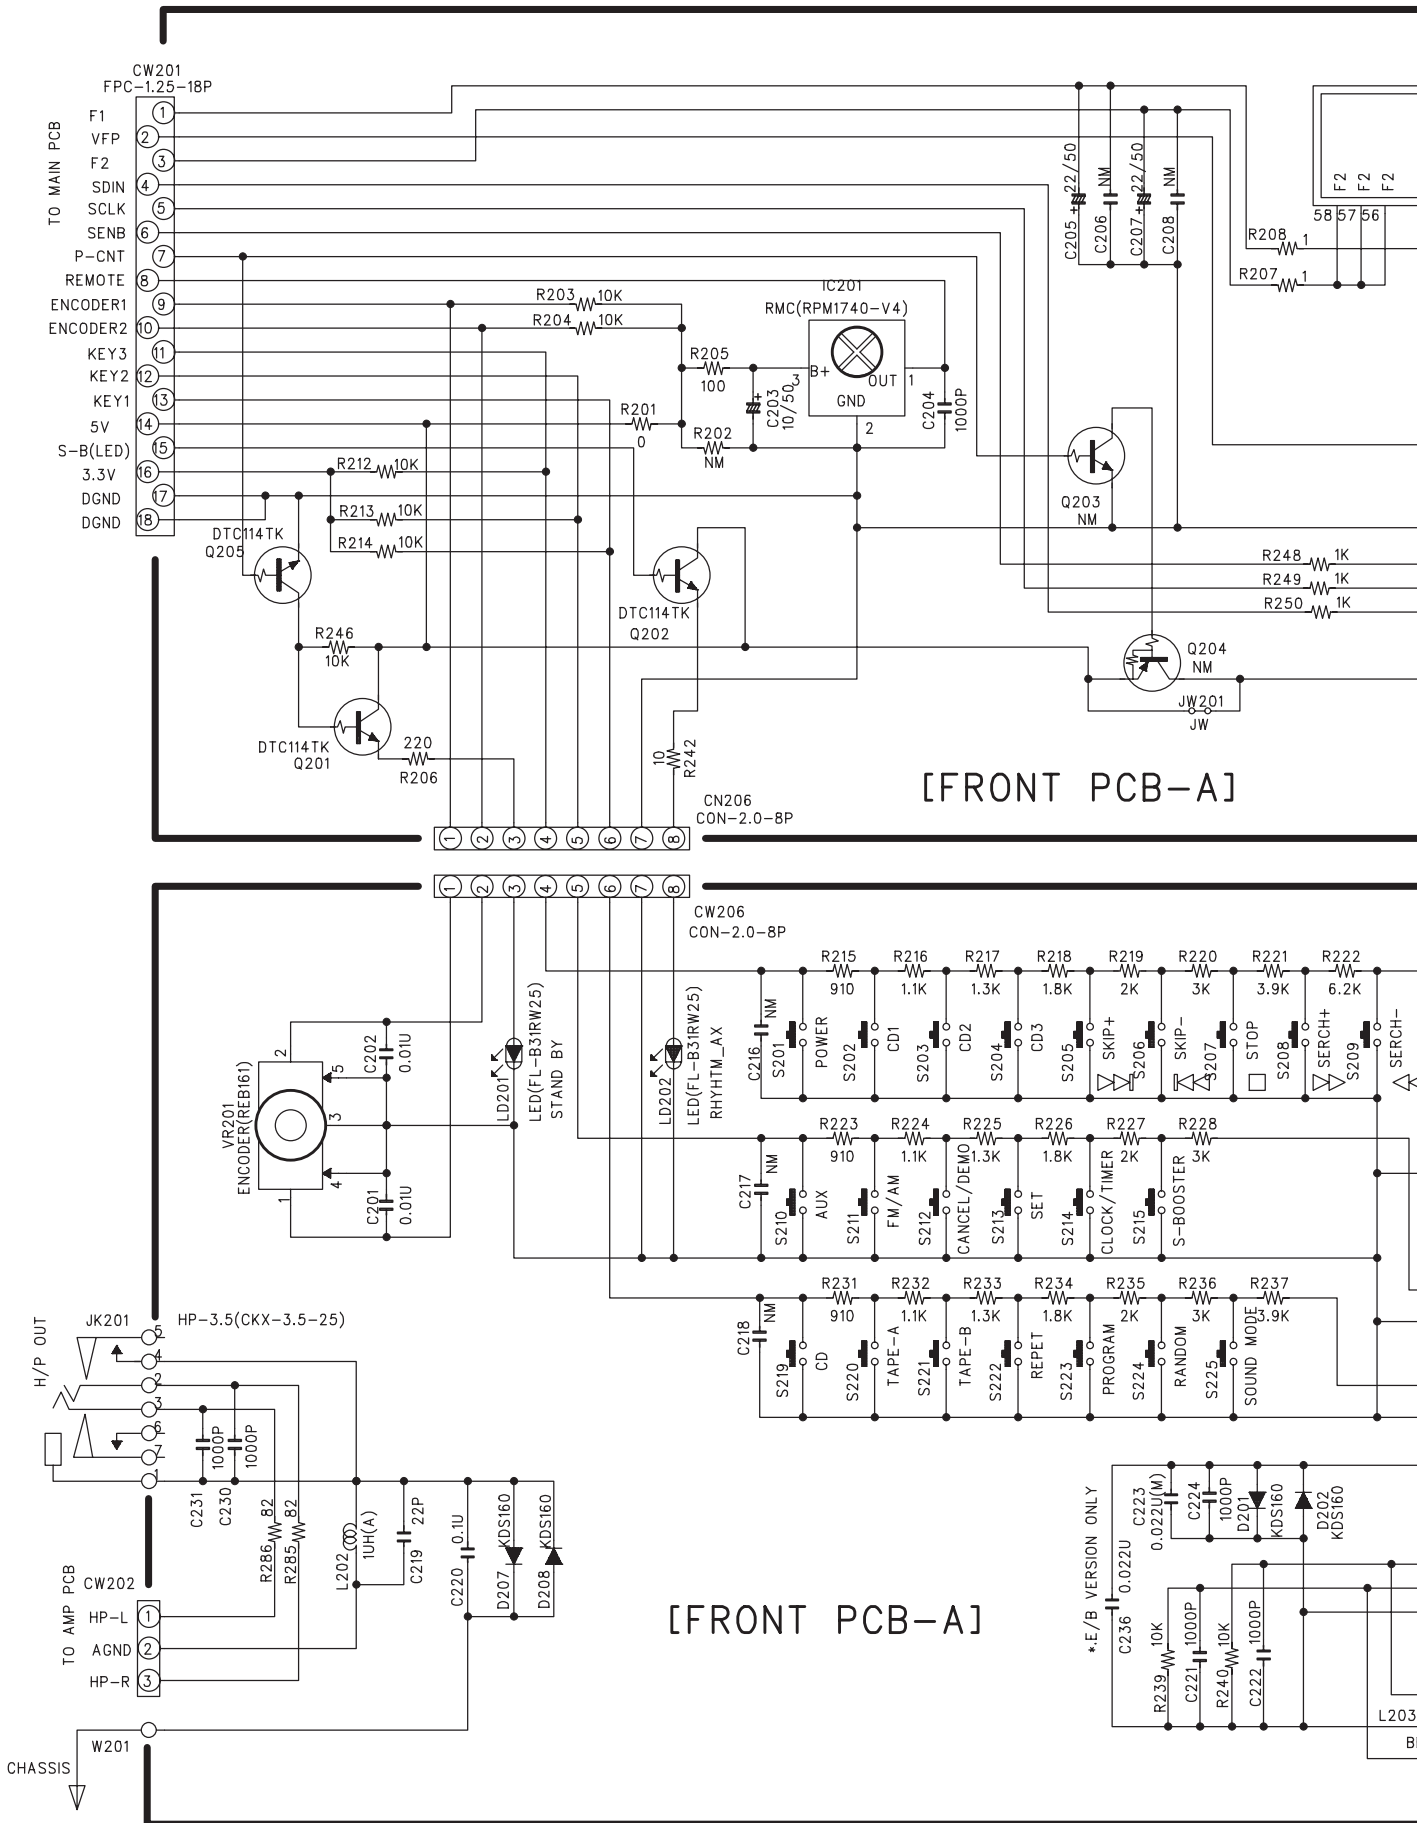 CW201
FPC-1.25-18P
TO MAIN PCB
F1 1
VFP 2
F2 3
SDIN 4
SCLK 5
SENB 6
P-CNT 7
REMOTE 8
ENCODER1 9
ENCODER2 10
KEY3 11
KEY2 12
KEY1 13
5V 14
S-B(LED) 15
3.3V 16
DGND 17
DGND 18
R203 10K
R204 10K
R205
100
R201
0
R202
NM
C203
10/50
IC201
RMC(RPM1740-V4)
3 B+
OUT 1
GND
2
C204
1000P
C205 + 22/50
C206 NM
C207 + 22/50
C208 NM
F2 F2 F2
58 57 56
R208 1
R207 1
R212 10K
R213 10K
R214 10K
DTC114TK
Q205
Q203
NM
R248 1K
R249 1K
R250 1K
DTC114TK
Q202
R246
10K
Q204
NM
JW201
JW
DTC114TK
Q201
220
R206
10
R242
[FRONT PCB-A]
CN206
CON-2.0-8P
1 2 3 4 5 6 7 8
1 2 3 4 5 6 7 8
CW206
CON-2.0-8P
R215 R216 R217 R218 R219 R220 R221 R222
910 1.1K 1.3K 1.8K 2K 3K 3.9K 6.2K
C216 NM
S201 POWER
S202 CD1
S203 CD2
S204 CD3
S205 SKIP+
S206 SKIP-
S207 STOP
S208 SERCH+
S209 SERCH-
LD201
LED(FL-B31RW25)
STAND BY
LD202
LED(FL-B31RW25)
RHYHTM_AX
VR201
ENCODER(REB161)
2
5
3
4
1
C202
0.01U
C201
0.01U
R223 R224 R225 R226 R227 R228
910 1.1K 1.3K 1.8K 2K 3K
C217 NM
S210 AUX
S211 FM/AM
S212 CANCEL/DEMO
S213 SET
S214 CLOCK/TIMER
S215 S-BOOSTER
R231 R232 R233 R234 R235 R236 R237
910 1.1K 1.3K 1.8K 2K 3K 3.9K
C218 NM
S219 CD
S220 TAPE-A
S221 TAPE-B
S222 REPET
S223 PROGRAM
S224 RANDOM
S225 SOUND MODE
JK201 HP-3.5(CKX-3.5-25)
H/P OUT
5
4
2
3
6
7
1
C231 1000P
C230 1000P
R286 82
R285 82
L202
1UH(A)
C219 22P
C220 0.1U
D207 KDS160
D208 KDS160
CW202
TO AMP PCB
HP-L 1
AGND 2
HP-R 3
W201
CHASSIS
[FRONT PCB-A]
*.E/B VERSION ONLY
C236 0.022U
C223
0.022U(M)
C224
1000P
D201
KDS160
D202
KDS160
R239 10K
C221 1000P
R240 10K
C222 1000P
L203